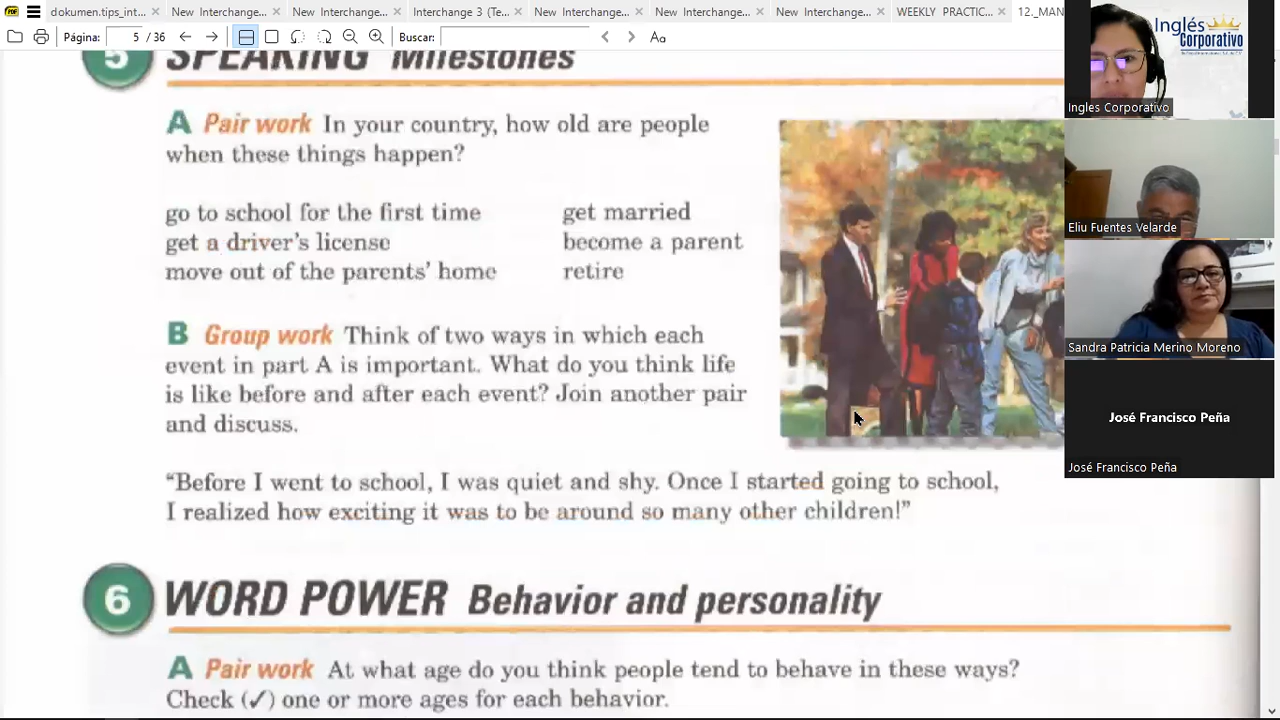 dokumen.tips_int...
New Interchange...
New Interchange...
Interchange 3 (Te...
New Interchange...
New Interchange...
New Interchange...
WEEKLY PRACTIC...
12._MAN
Página: 5 / 36
Buscar:
Aa
5 SPEAKING Milestones
A Pair work In your country, how old are people
when these things happen?
go to school for the first time
get married
get a driver's license
become a parent
move out of the parents' home
retire
B Group work Think of two ways in which each
event in part A is important. What do you think life
is like before and after each event? Join another pair
and discuss.
"Before I went to school, I was quiet and shy. Once I started going to school,
I realized how exciting it was to be around so many other children!"
6 WORD POWER Behavior and personality
A Pair work At what age do you think people tend to behave in these ways?
Check (✓) one or more ages for each behavior.
Inglés
Corporativo
Ingles Corporativo
Eliu Fuentes Velarde
Sandra Patricia Merino Moreno
José Francisco Peña
José Francisco Peña